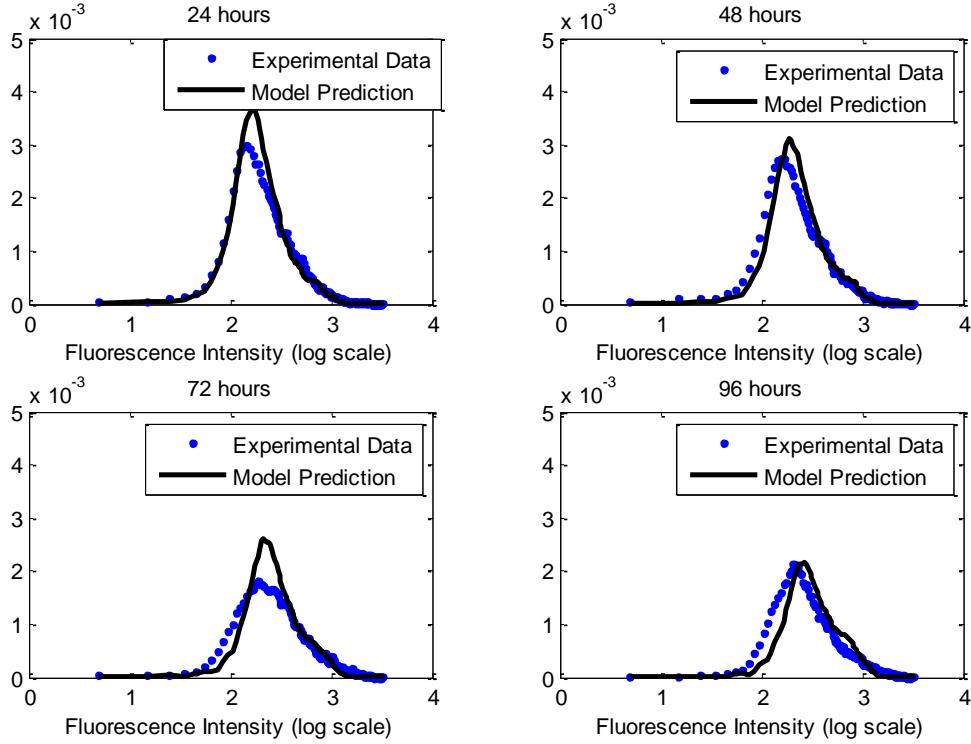 x 10-3
24 hours
5
4
3
2
1
0
Experimental Data
Model Prediction
0 1 2 3 4
Fluorescence Intensity (log scale)
x 10-3
48 hours
5
4
3
2
1
0
Experimental Data
Model Prediction
0 1 2 3 4
Fluorescence Intensity (log scale)
x 10-3
72 hours
5
4
3
2
1
0
Experimental Data
Model Prediction
0 1 2 3 4
Fluorescence Intensity (log scale)
x 10-3
96 hours
5
4
3
2
1
0
Experimental Data
Model Prediction
0 1 2 3 4
Fluorescence Intensity (log scale)